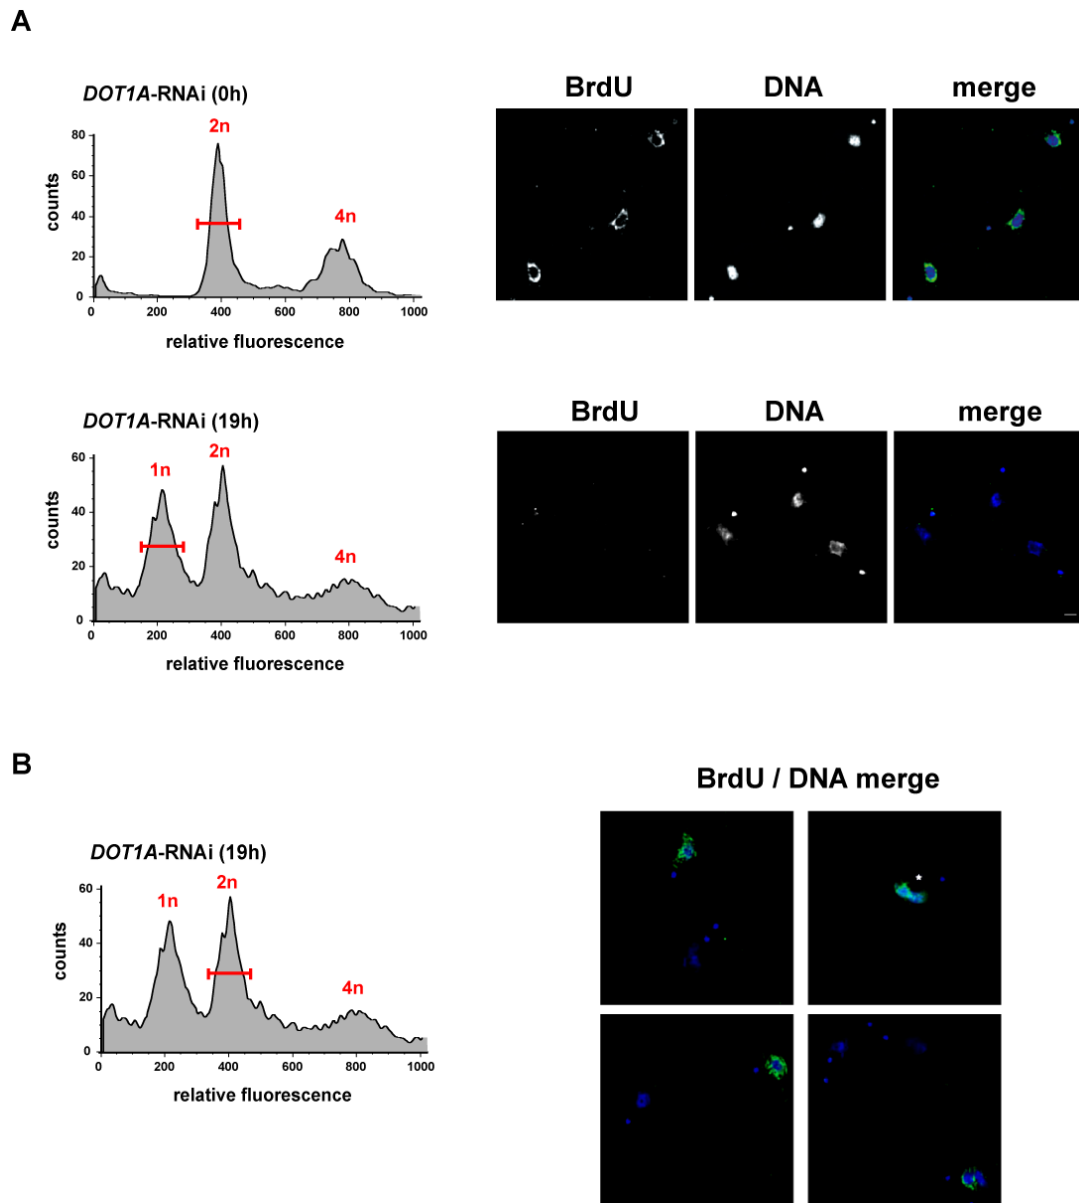 A
DOT1A-RNAi (0h)
2n
4n
counts
80
60
40
20
0
0 200 400 600 800 1000
relative fluorescence
BrdU DNA merge
DOT1A-RNAi (19h)
1n
2n
4n
counts
60
40
20
0
0 200 400 600 800 1000
relative fluorescence
BrdU DNA merge
B
DOT1A-RNAi (19h)
1n
2n
4n
counts
60
40
20
0
0 200 400 600 800 1000
relative fluorescence
BrdU / DNA merge
*